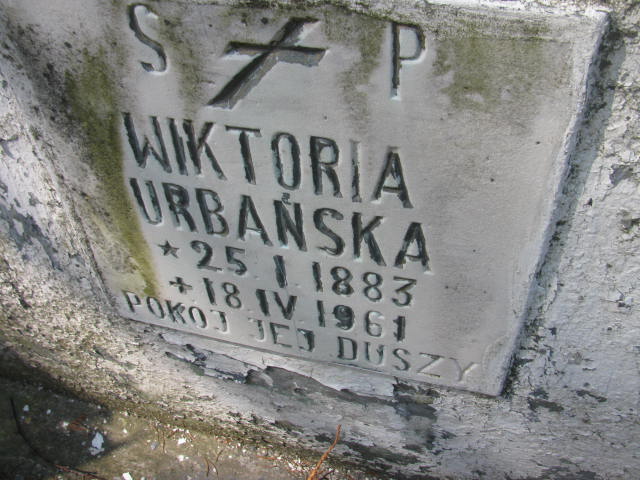 S P
WIKTORIA
URBAŃSKA
* 25 I 1883
+ 18 IV 1961
POKÓJ JEJ DUSZY